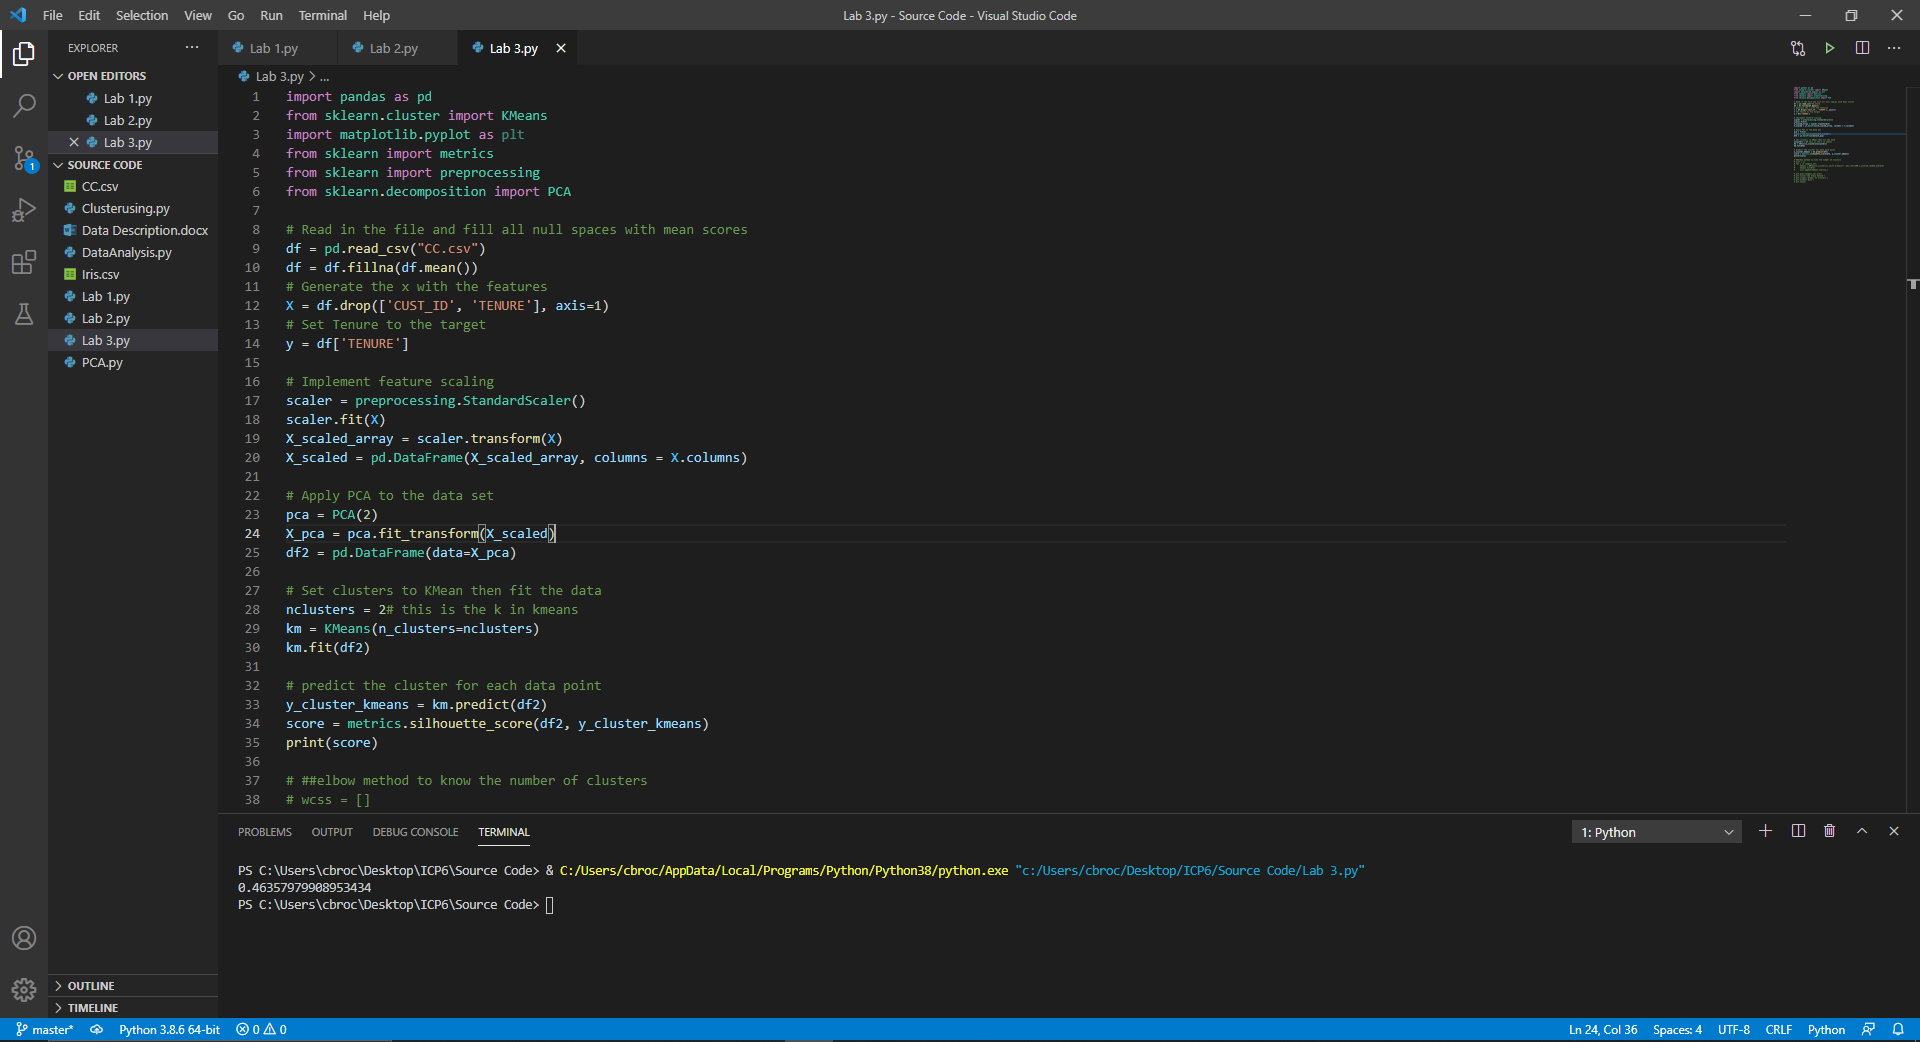 File Edit Selection View Go Run Terminal Help
Lab 3.py - Source Code - Visual Studio Code
EXPLORER ...
OPEN EDITORS
Lab 1.py
Lab 2.py
Lab 3.py
SOURCE CODE
CC.csv
Clusterusing.py
Data Description.docx
DataAnalysis.py
Iris.csv
Lab 1.py
Lab 2.py
Lab 3.py
PCA.py
OUTLINE
TIMELINE
1
Lab 1.py Lab 2.py Lab 3.py
Lab 3.py > ...
1 import pandas as pd
2 from sklearn.cluster import KMeans
3 import matplotlib.pyplot as plt
4 from sklearn import metrics
5 from sklearn import preprocessing
6 from sklearn.decomposition import PCA
7
8 # Read in the file and fill all null spaces with mean scores
9 df = pd.read_csv("CC.csv")
10 df = df.fillna(df.mean())
11 # Generate the x with the features
12 X = df.drop(['CUST_ID', 'TENURE'], axis=1)
13 # Set Tenure to the target
14 y = df['TENURE']
15
16 # Implement feature scaling
17 scaler = preprocessing.StandardScaler()
18 scaler.fit(X)
19 X_scaled_array = scaler.transform(X)
20 X_scaled = pd.DataFrame(X_scaled_array, columns = X.columns)
21
22 # Apply PCA to the data set
23 pca = PCA(2)
24 X_pca = pca.fit_transform(X_scaled)
25 df2 = pd.DataFrame(data=X_pca)
26
27 # Set clusters to KMean then fit the data
28 nclusters = 2# this is the k in kmeans
29 km = KMeans(n_clusters=nclusters)
30 km.fit(df2)
31
32 # predict the cluster for each data point
33 y_cluster_kmeans = km.predict(df2)
34 score = metrics.silhouette_score(df2, y_cluster_kmeans)
35 print(score)
36
37 # ##elbow method to know the number of clusters
38 # wcss = []
PROBLEMS OUTPUT DEBUG CONSOLE TERMINAL
1: Python
PS C:\Users\cbroc\Desktop\ICP6\Source Code> & C:/Users/cbroc/AppData/Local/Programs/Python/Python38/python.exe "c:/Users/cbroc/Desktop/ICP6/Source Code/Lab 3.py"
0.46357979908953434
PS C:\Users\cbroc\Desktop\ICP6\Source Code>
master* Python 3.8.6 64-bit 0 0
Ln 24, Col 36 Spaces: 4 UTF-8 CRLF Python